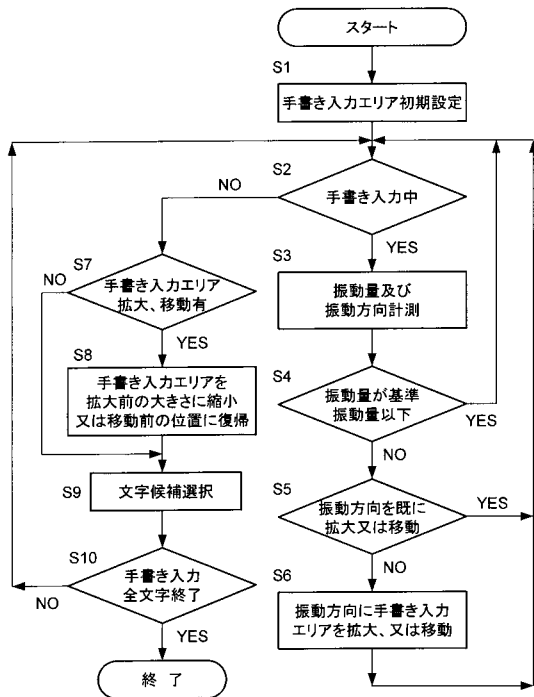 スタート
S1
手書き入力エリア初期設定
S2
手書き入力中
NO
YES
S3
振動量及び
振動方向計測
S4
振動量が基準
振動量以下
YES
NO
S5
振動方向を既に
拡大又は移動
YES
NO
S6
振動方向に手書き入力
エリアを拡大、又は移動
S7
手書き入力エリア
拡大、移動有
NO
YES
S8
手書き入力エリアを
拡大前の大きさに縮小
又は移動前の位置に復帰
S9
文字候補選択
S10
手書き入力
全文字終了
NO
YES
終 了